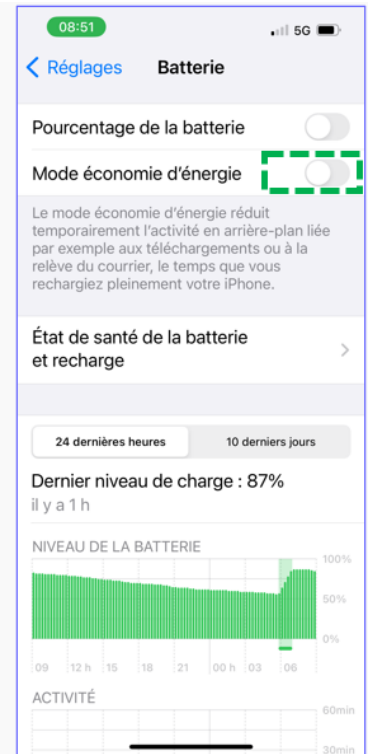 08:51
5G
Réglages Batterie
Pourcentage de la batterie
Mode économie d'énergie
Le mode économie d'énergie réduit
temporairement l'activité en arrière-plan liée
par exemple aux téléchargements ou à la
relève du courrier, le temps que vous
rechargiez pleinement votre iPhone.
État de santé de la batterie
et recharge
24 dernières heures 10 derniers jours
Dernier niveau de charge : 87%
il y a 1 h
NIVEAU DE LA BATTERIE
100%
50%
0%
09 12 h 15 18 21 00 h 03 06
ACTIVITÉ
60min
30min